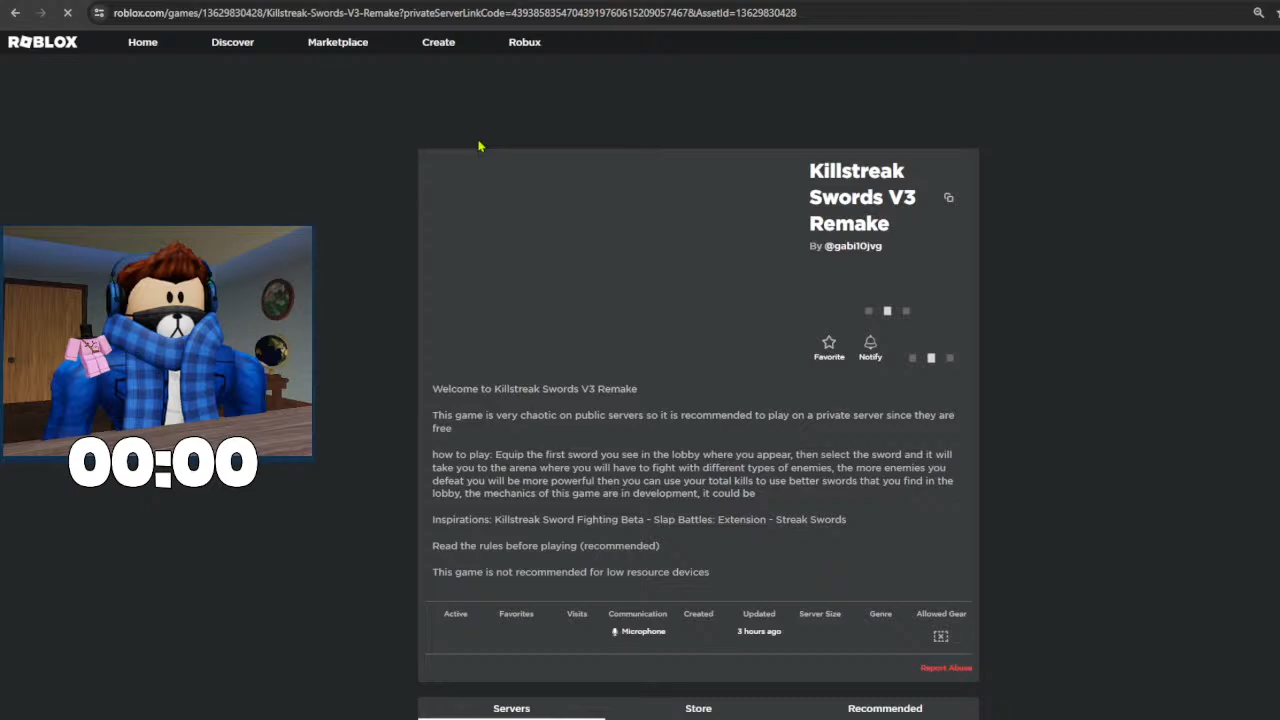 roblox.com/games/13629830428/Killstreak-Swords-V3-Remake?privateServerLinkCode=43938583547043919760615209057467&AssetId=13629830428
ROBLOX Home Discover Marketplace Create Robux
Killstreak
Swords V3
Remake
By @gabi10jvg
Favorite Notify
Welcome to Killstreak Swords V3 Remake
This game is very chaotic on public servers so it is recommended to play on a private server since they are
free
how to play: Equip the first sword you see in the lobby where you appear, then select the sword and it will
take you to the arena where you will have to fight with different types of enemies, the more enemies you
defeat you will be more powerful then you can use your total kills to use better swords that you find in the
lobby, the mechanics of this game are in development, it could be
00:00
Inspirations: Killstreak Sword Fighting Beta - Slap Battles: Extension - Streak Swords
Read the rules before playing (recommended)
This game is not recommended for low resource devices
Active Favorites Visits Communication Created Updated Server Size Genre Allowed Gear
Microphone 3 hours ago
Report Abuse
Servers Store Recommended